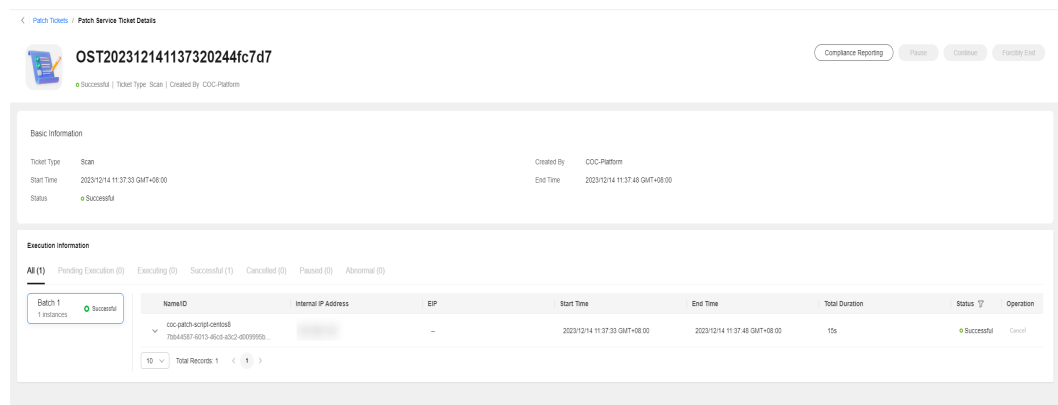 Patch Tickets / Patch Service Ticket Details
OST202312141137320244fc7d7
Compliance Reporting Pause Continue Forcibly End
Successful | Ticket Type Scan | Created By COC-Platform
Basic Information
Ticket Type Scan Created By COC-Platform
Start Time 2023/12/14 11:37:33 GMT+08:00 End Time 2023/12/14 11:37:48 GMT+08:00
Status Successful
Execution Information
All (1) Pending Execution (0) Executing (0) Successful (1) Cancelled (0) Paused (0) Abnormal (0)
Batch 1
1 instances
Successful
Name/ID Internal IP Address EIP Start Time End Time Total Duration Status Operation
coc-patch-script-centos8
7bb44587-6013-46cd-a3c2-d009995b...
-- 2023/12/14 11:37:33 GMT+08:00 2023/12/14 11:37:48 GMT+08:00 15s Successful Cancel
10 Total Records: 1 < 1 >